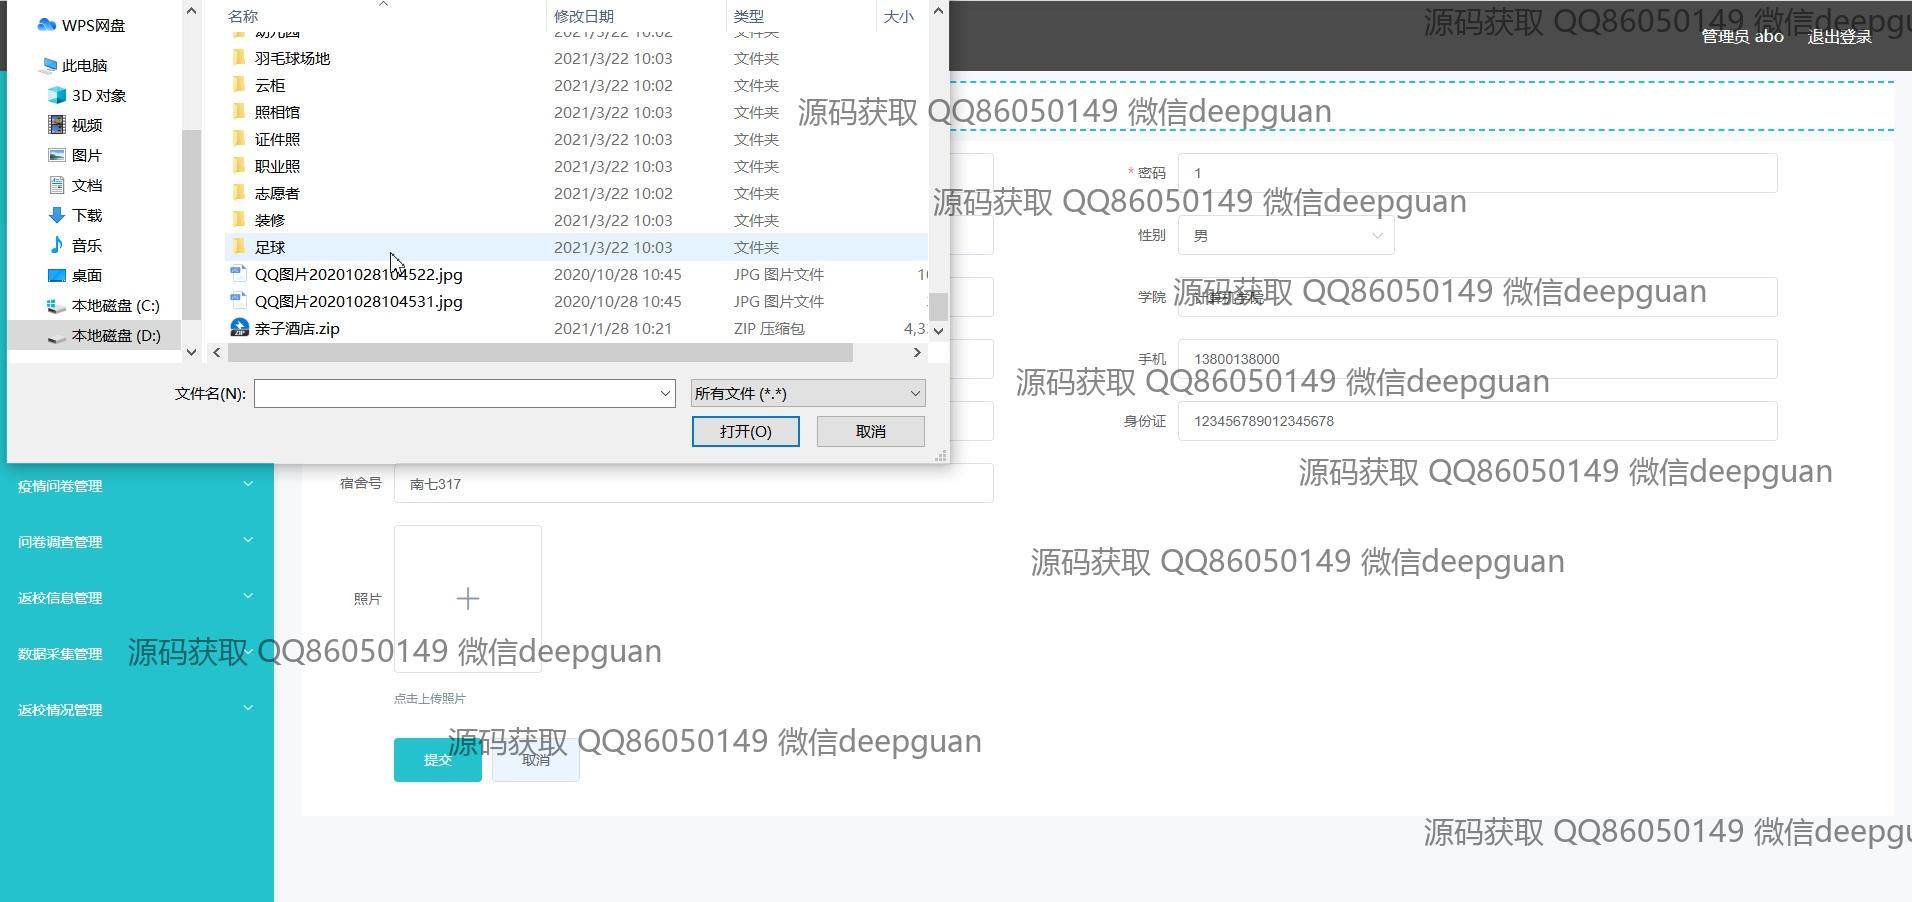 WPS网盘
此电脑
3D 对象
视频
图片
文档
下载
音乐
桌面
本地磁盘 (C:)
本地磁盘 (D:)
名称 修改日期 类型 大小
幼儿园 2021/3/22 10:02 文件夹
羽毛球场地 2021/3/22 10:03 文件夹
云柜 2021/3/22 10:02 文件夹
照相馆 2021/3/22 10:03 文件夹
证件照 2021/3/22 10:03 文件夹
职业照 2021/3/22 10:03 文件夹
志愿者 2021/3/22 10:02 文件夹
装修 2021/3/22 10:03 文件夹
足球 2021/3/22 10:03 文件夹
QQ图片20201028104522.jpg 2020/10/28 10:45 JPG 图片文件
QQ图片20201028104531.jpg 2020/10/28 10:45 JPG 图片文件
亲子酒店.zip 2021/1/28 10:21 ZIP 压缩包 4,3
文件名(N): 所有文件 (*.*)
打开(O) 取消
源码获取 QQ86050149 微信deepgu
管理员 abo 退出登录
源码获取 QQ86050149 微信deepguan
*密码 1
源码获取 QQ86050149 微信deepguan
性别 男
学院 计算机学院
源码获取 QQ86050149 微信deepguan
手机 13800138000
源码获取 QQ86050149 微信deepguan
身份证 123456789012345678
源码获取 QQ86050149 微信deepguan
疫情问卷管理
宿舍号 南七317
问卷调查管理
源码获取 QQ86050149 微信deepguan
返校信息管理
照片
数据采集管理
源码获取 QQ86050149 微信deepguan
点击上传照片
返校情况管理
源码获取 QQ86050149 微信deepguan
提交 取消
源码获取 QQ86050149 微信deepgu